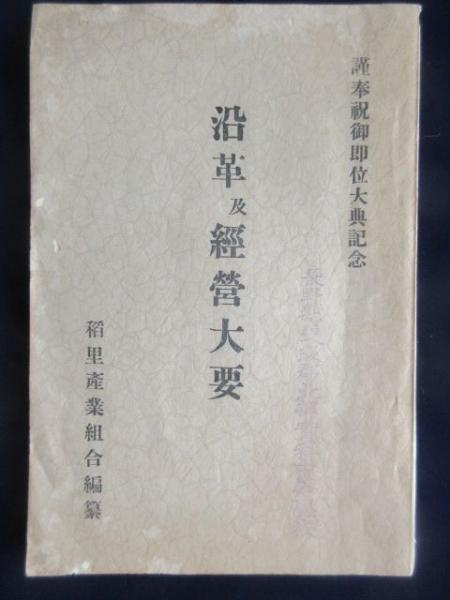 謹奉祝御即位大典記念
沿革及經營大要
稻里產業組合編纂